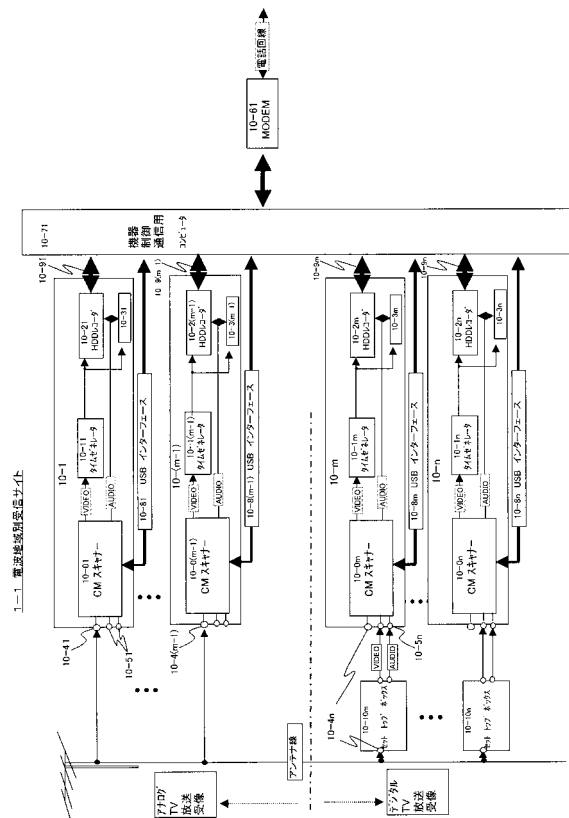 1-1 電波地域別受信サイト
電話回線
10-61
MODEM
10-71
機器
制御
通信用
コンピュータ
10-91
10-1
10-21
HDDレコーダ
10-31
10-11
タイムゼネレータ
VIDEO
AUDIO
10-81 USB インターフェース
10-01
CM スキャナー
10-41
10-51
10-9(m-1)
10-(m-1)
10-2(m-1)
HDDレコーダ
10-3(m-1)
10-1(m-1)
タイムゼネレータ
VIDEO
AUDIO
10-8(m-1) USB インターフェース
10-0(m-1)
CM スキャナー
10-4(m-1)
10-9m
10-m
10-2m
HDDレコーダ
10-3m
10-1m
タイムゼネレータ
VIDEO
AUDIO
10-8m USB インターフェース
10-0m
CM スキャナー
10-5n
VIDEO
AUDIO
10-4n
10-10m
セット トップ ボックス
10-9n
10-n
10-2n
HDDレコーダ
10-3n
10-1n
タイムゼネレータ
VIDEO
AUDIO
10-8n USB インターフェース
10-0n
CM スキャナー
10-10n
セット トップ ボックス
アンテナ線
アナログ
TV
放送
受像
デジタル
TV
放送
受像